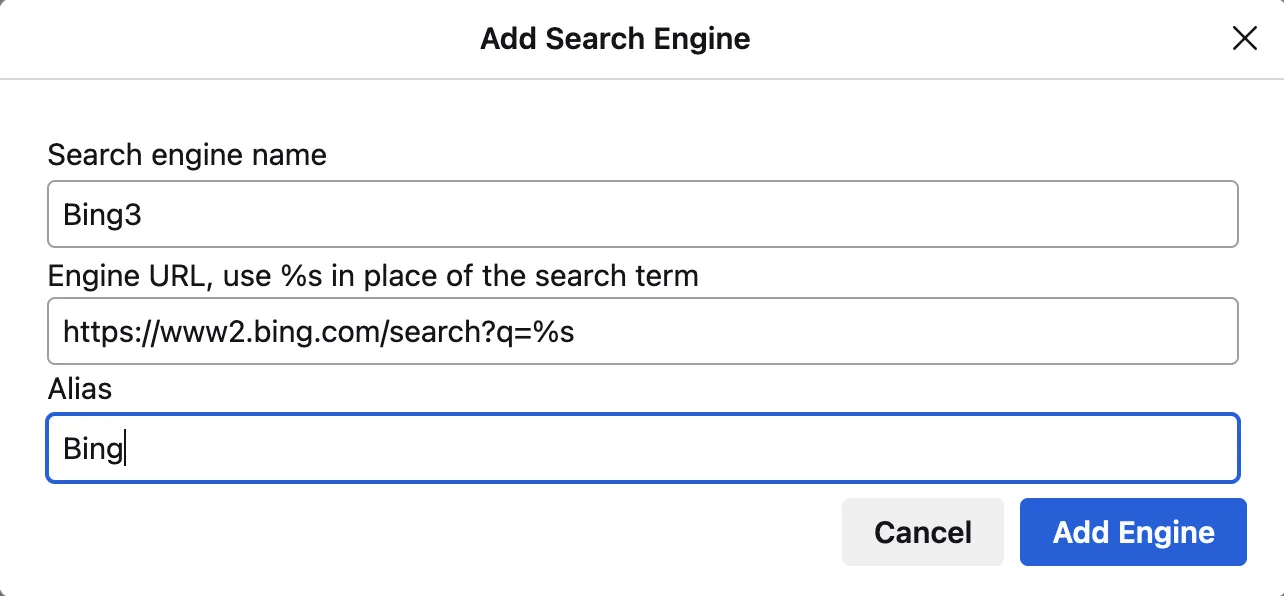 Add Search Engine
Search engine name
Bing3
Engine URL, use %s in place of the search term
https://www2.bing.com/search?q=%s
Alias
Bing
Cancel
Add Engine